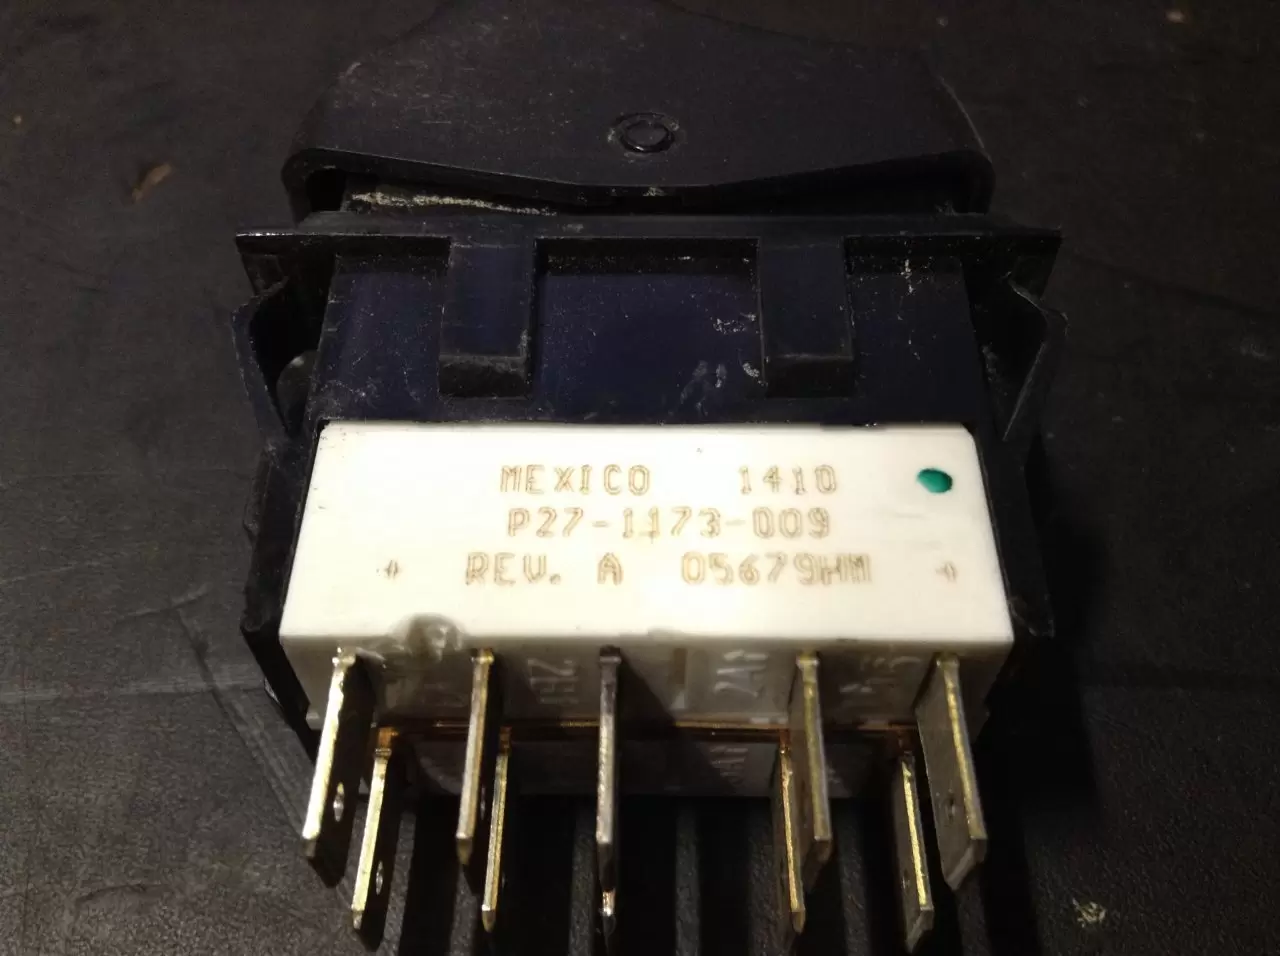 MEXICO 1410
P27-1173-009
REV. A 05679HM